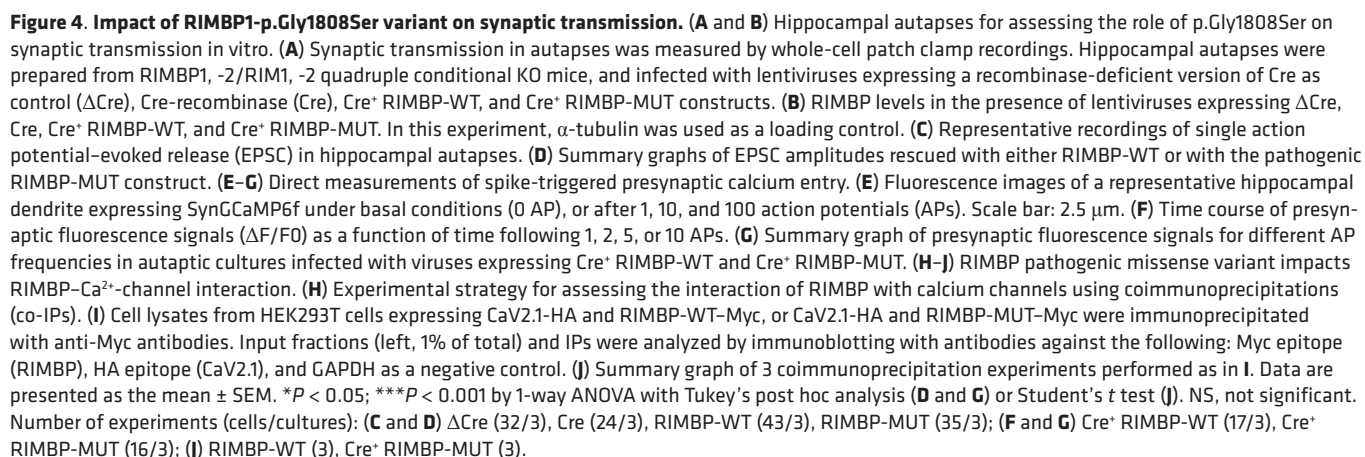 Figure 4. Impact of RIMBP1-p.Gly1808Ser variant on synaptic transmission. (A and B) Hippocampal autapses for assessing the role of p.Gly1808Ser on
synaptic transmission in vitro. (A) Synaptic transmission in autapses was measured by whole-cell patch clamp recordings. Hippocampal autapses were
prepared from RIMBP1, -2/RIM1, -2 quadruple conditional KO mice, and infected with lentiviruses expressing a recombinase-deficient version of Cre as
control (ΔCre), Cre-recombinase (Cre), Cre⁺ RIMBP-WT, and Cre⁺ RIMBP-MUT constructs. (B) RIMBP levels in the presence of lentiviruses expressing ΔCre,
Cre, Cre⁺ RIMBP-WT, and Cre⁺ RIMBP-MUT. In this experiment, α-tubulin was used as a loading control. (C) Representative recordings of single action
potential–evoked release (EPSC) in hippocampal autapses. (D) Summary graphs of EPSC amplitudes rescued with either RIMBP-WT or with the pathogenic
RIMBP-MUT construct. (E–G) Direct measurements of spike-triggered presynaptic calcium entry. (E) Fluorescence images of a representative hippocampal
dendrite expressing SynGCaMP6f under basal conditions (0 AP), or after 1, 10, and 100 action potentials (APs). Scale bar: 2.5 μm. (F) Time course of presyn-
aptic fluorescence signals (ΔF/F0) as a function of time following 1, 2, 5, or 10 APs. (G) Summary graph of presynaptic fluorescence signals for different AP
frequencies in autaptic cultures infected with viruses expressing Cre⁺ RIMBP-WT and Cre⁺ RIMBP-MUT. (H–J) RIMBP pathogenic missense variant impacts
RIMBP–Ca²⁺-channel interaction. (H) Experimental strategy for assessing the interaction of RIMBP with calcium channels using coimmunoprecipitations
(co-IPs). (I) Cell lysates from HEK293T cells expressing CaV2.1-HA and RIMBP-WT–Myc, or CaV2.1-HA and RIMBP-MUT–Myc were immunoprecipitated
with anti-Myc antibodies. Input fractions (left, 1% of total) and IPs were analyzed by immunoblotting with antibodies against the following: Myc epitope
(RIMBP), HA epitope (CaV2.1), and GAPDH as a negative control. (J) Summary graph of 3 coimmunoprecipitation experiments performed as in I. Data are
presented as the mean ± SEM. *P < 0.05; ***P < 0.001 by 1-way ANOVA with Tukey's post hoc analysis (D and G) or Student's t test (J). NS, not significant.
Number of experiments (cells/cultures): (C and D) ΔCre (32/3), Cre (24/3), RIMBP-WT (43/3), RIMBP-MUT (35/3); (F and G) Cre⁺ RIMBP-WT (17/3), Cre⁺
RIMBP-MUT (16/3); (I) RIMBP-WT (3), Cre⁺ RIMBP-MUT (3).